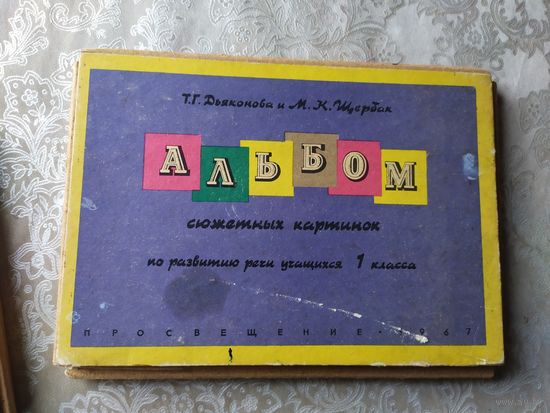 Т.Г. Дьяконова и М.К. Щербак
АЛЬБОМ
сюжетных картинок
по развитию речи учащихся 1 класса
ПРОСВЕЩЕНИЕ • 1967